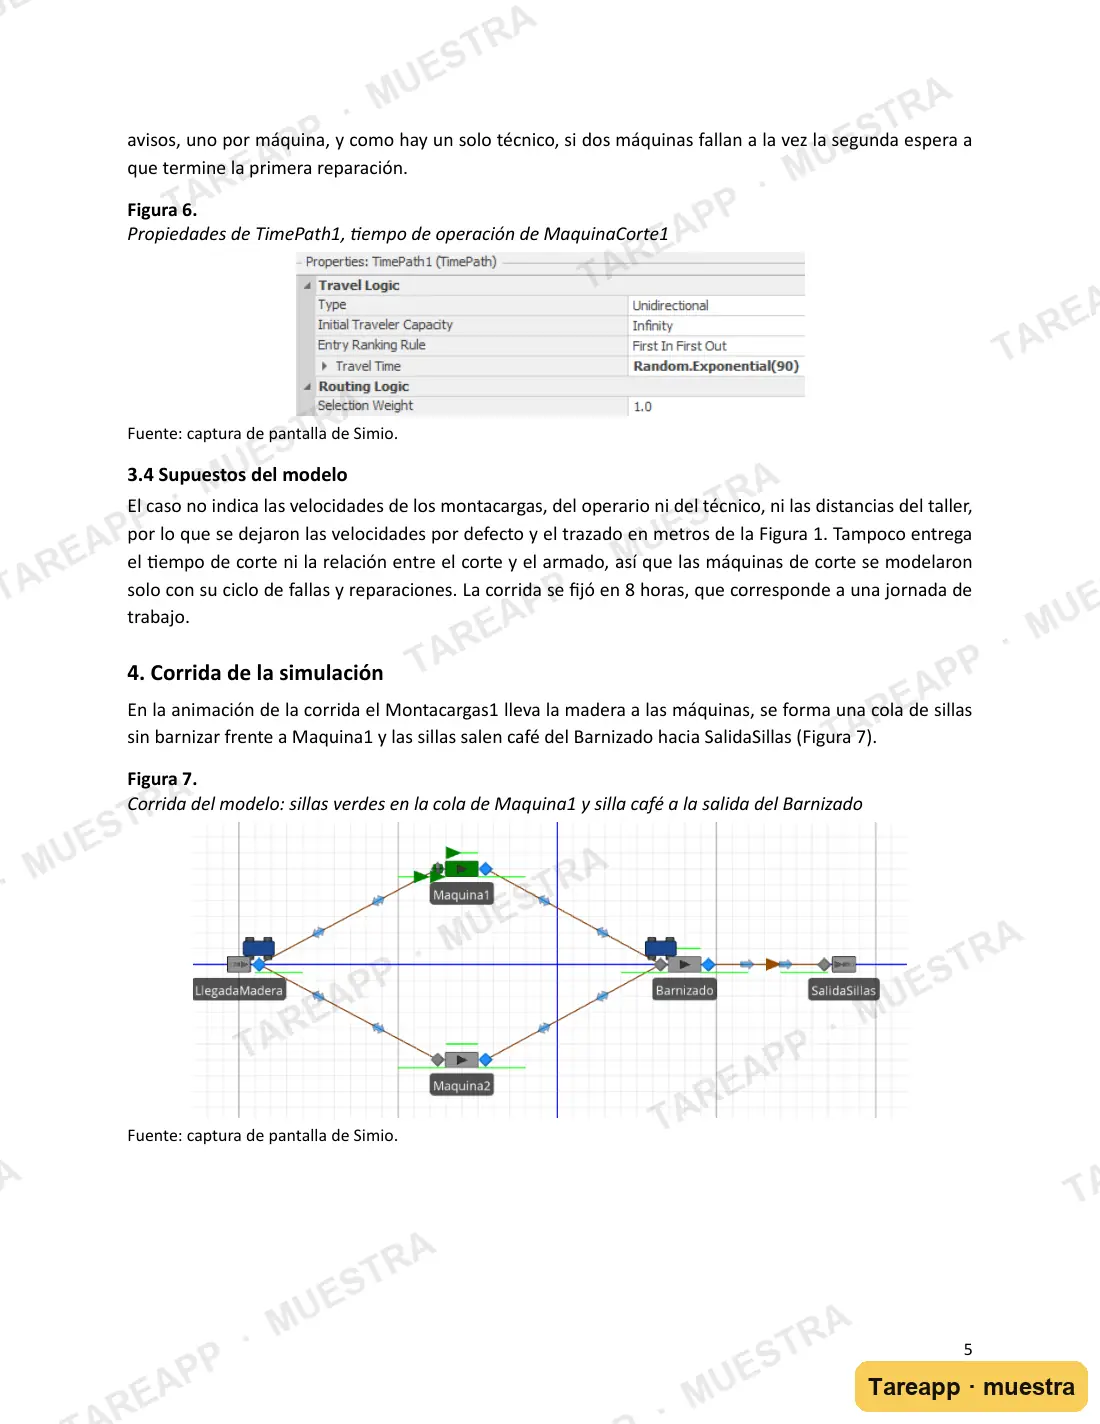 avisos, uno por máquina, y como hay un solo técnico, si dos máquinas fallan a la vez la segunda espera a
que termine la primera reparación.
Figura 6.
Propiedades de TimePath1, tiempo de operación de MaquinaCorte1
Properties: TimePath1 (TimePath)
Travel Logic
Type Unidirectional
Initial Traveler Capacity Infinity
Entry Ranking Rule First In First Out
Travel Time Random.Exponential(90)
Routing Logic
Selection Weight 1.0
Fuente: captura de pantalla de Simio.
3.4 Supuestos del modelo
El caso no indica las velocidades de los montacargas, del operario ni del técnico, ni las distancias del taller,
por lo que se dejaron las velocidades por defecto y el trazado en metros de la Figura 1. Tampoco entrega
el tiempo de corte ni la relación entre el corte y el armado, así que las máquinas de corte se modelaron
solo con su ciclo de fallas y reparaciones. La corrida se fijó en 8 horas, que corresponde a una jornada de
trabajo.
4. Corrida de la simulación
En la animación de la corrida el Montacargas1 lleva la madera a las máquinas, se forma una cola de sillas
sin barnizar frente a Maquina1 y las sillas salen café del Barnizado hacia SalidaSillas (Figura 7).
Figura 7.
Corrida del modelo: sillas verdes en la cola de Maquina1 y silla café a la salida del Barnizado
Maquina1
LlegadaMadera
Barnizado
SalidaSillas
Maquina2
Fuente: captura de pantalla de Simio.
5
Tareapp · muestra
TAREAPP · MUESTRA